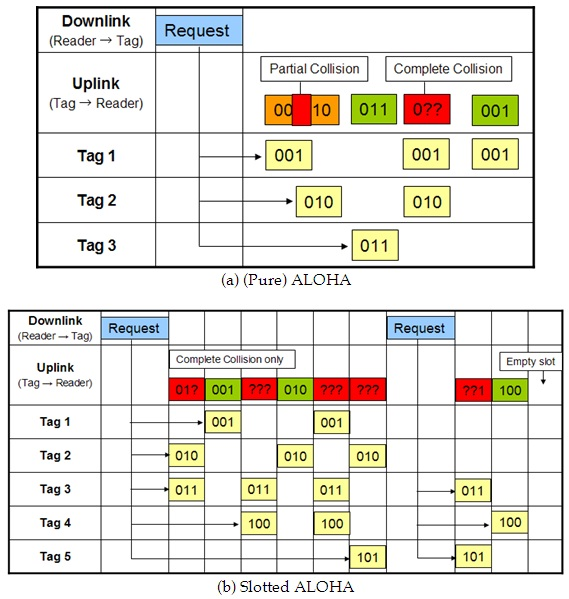 Downlink
(Reader → Tag)
Request
Uplink
(Tag → Reader)
Partial Collision
Complete Collision
00 10 011 0?? 001
Tag 1 001 001 001
Tag 2 010 010
Tag 3 011
(a) (Pure) ALOHA
Downlink
(Reader → Tag)
Request Request
Uplink
(Tag → Reader)
Complete Collision only
Empty slot
01? 001 ??? 010 ??? ??? ??1 100
Tag 1 001 001
Tag 2 010 010 010
Tag 3 011 011 011 011
Tag 4 100 100 100
Tag 5 101 101
(b) Slotted ALOHA